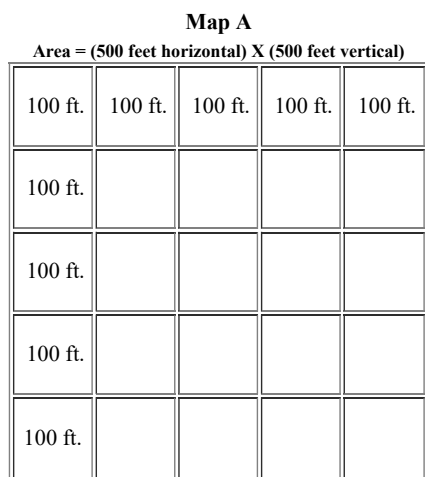 Map A
Area = (500 feet horizontal) X (500 feet vertical)
100 ft. 100 ft. 100 ft. 100 ft. 100 ft.
100 ft.
100 ft.
100 ft.
100 ft.